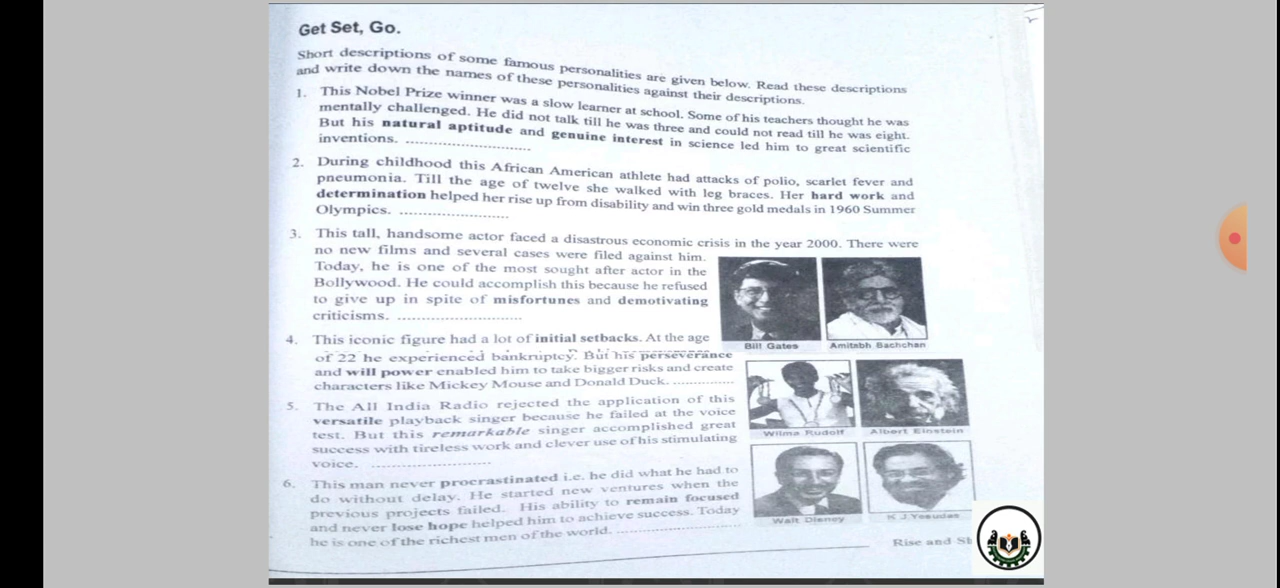 Get Set, Go.
Short descriptions of some famous personalities are given below. Read these descriptions
and write down the names of these personalities against their descriptions.
1. This Nobel Prize winner was a slow learner at school. Some of his teachers thought he was
mentally challenged. He did not talk till he was three and could not read till he was eight.
But his natural aptitude and genuine interest in science led him to great scientific
inventions. ............................
2. During childhood this African American athlete had attacks of polio, scarlet fever and
pneumonia. Till the age of twelve she walked with leg braces. Her hard work and
determination helped her rise up from disability and win three gold medals in 1960 Summer
Olympics. ............................
3. This tall, handsome actor faced a disastrous economic crisis in the year 2000. There were
no new films and several cases were filed against him.
Today, he is one of the most sought after actor in the
Bollywood. He could accomplish this because he refused
to give up in spite of misfortunes and demotivating
criticisms. ............................
Bill Gates Amitabh Bachchan
4. This iconic figure had a lot of initial setbacks. At the age
of 22 he experienced bankruptcy. But his perseverance
and will power enabled him to take bigger risks and create
characters like Mickey Mouse and Donald Duck. ..............
5. The All India Radio rejected the application of this
versatile playback singer because he failed at the voice
test. But this remarkable singer accomplished great
success with tireless work and clever use of his stimulating
voice. ............................
Wilma Rudolf Albert Einstein
6. This man never procrastinated i.e. he did what he had to
do without delay. He started new ventures when the
previous projects failed. His ability to remain focused
and never lose hope helped him to achieve success. Today
he is one of the richest men of the world. ............................
Walt Disney K J Yesudas
Rise and